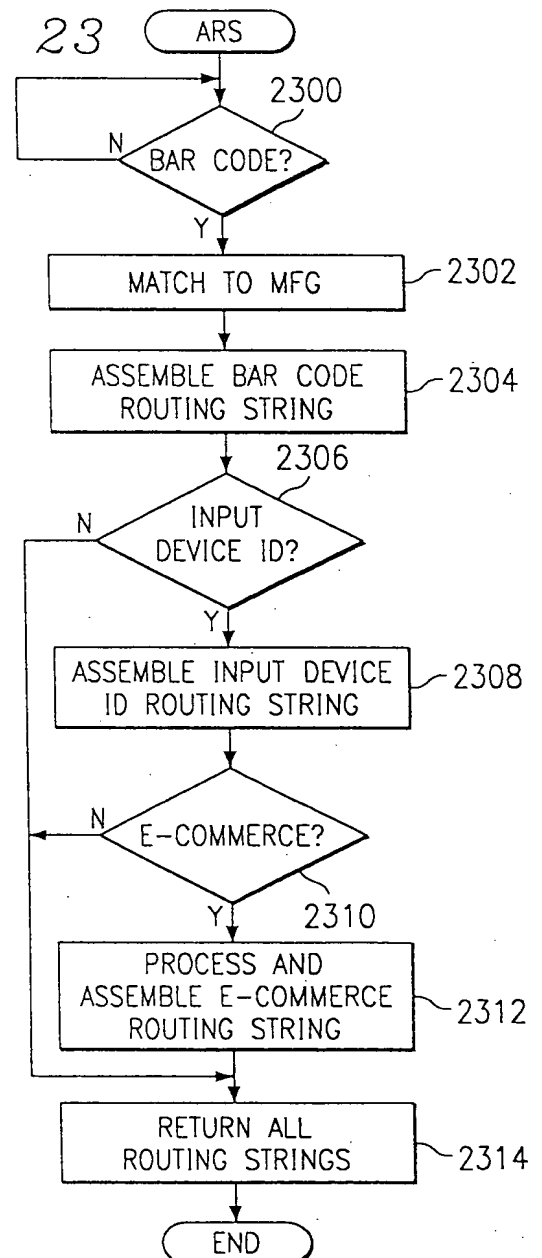 23
ARS
2300
N
BAR CODE?
Y
MATCH TO MFG
2302
ASSEMBLE BAR CODE
ROUTING STRING
2304
2306
N
INPUT
DEVICE ID?
Y
ASSEMBLE INPUT DEVICE
ID ROUTING STRING
2308
N
E-COMMERCE?
2310
Y
PROCESS AND
ASSEMBLE E-COMMERCE
ROUTING STRING
2312
RETURN ALL
ROUTING STRINGS
2314
END